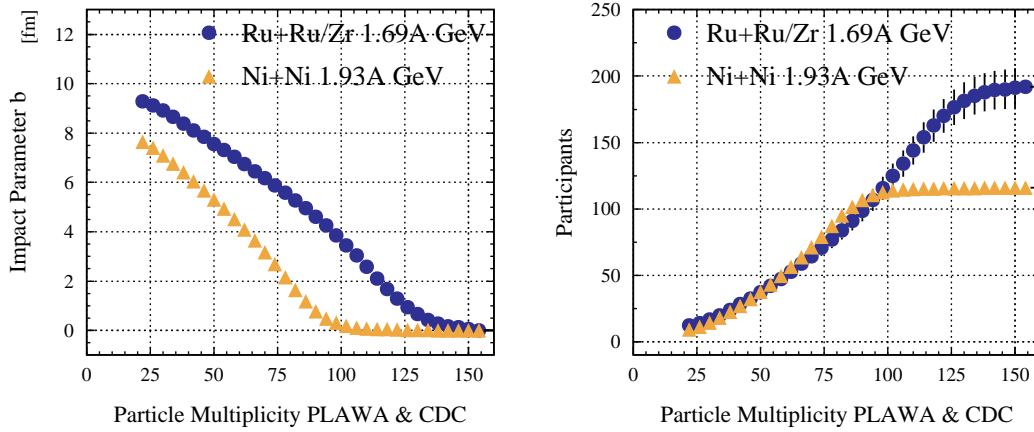 [fm]
Impact Parameter b
12
10
8
6
4
2
0
Ru+Ru/Zr 1.69A GeV
Ni+Ni 1.93A GeV
0 25 50 75 100 125 150
Particle Multiplicity PLAWA & CDC
Participants
250
200
150
100
50
0
Ru+Ru/Zr 1.69A GeV
Ni+Ni 1.93A GeV
0 25 50 75 100 125 150
Particle Multiplicity PLAWA & CDC